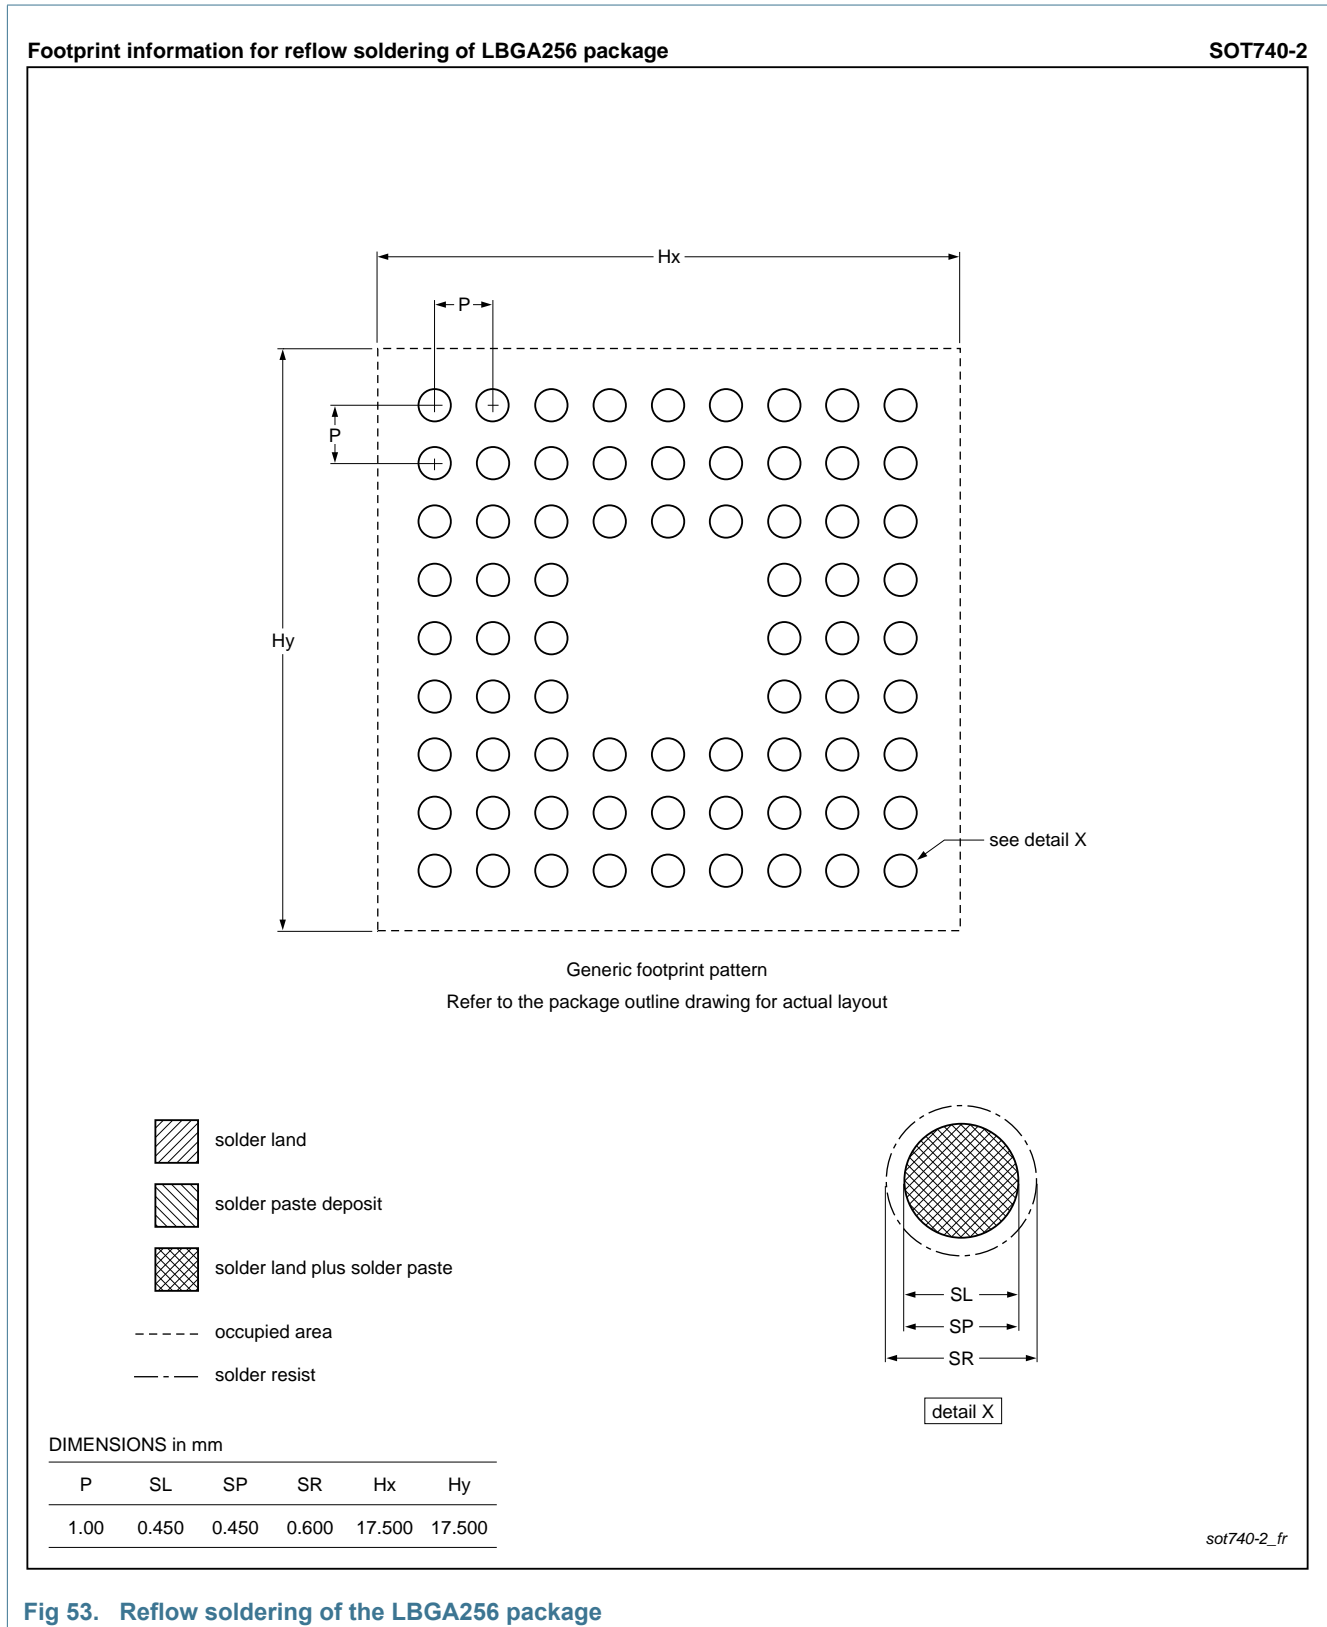 Footprint information for reflow soldering of LBGA256 package SOT740-2
Hx
P
P
Hy
see detail X
Generic footprint pattern
Refer to the package outline drawing for actual layout
solder land
solder paste deposit
solder land plus solder paste
occupied area
solder resist
SL
SP
SR
detail X
DIMENSIONS in mm
P SL SP SR Hx Hy
1.00 0.450 0.450 0.600 17.500 17.500
sot740-2_fr
Fig 53. Reflow soldering of the LBGA256 package